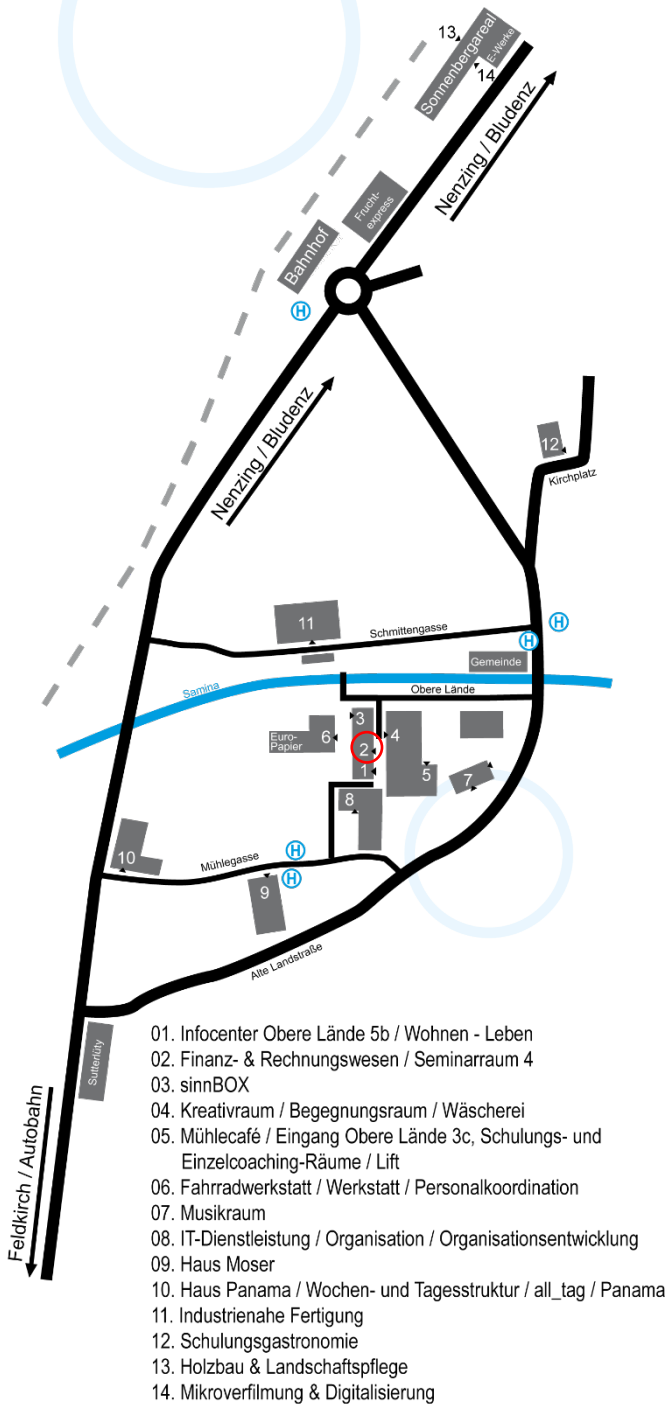 13
Sonnenbergareal
E-Werke
14
Nenzing / Bludenz
Frucht-
express
Bahnhof
H
Nenzing / Bludenz
12
Kirchplatz
11
Schmittengasse
H
H
Gemeinde
Samina
Obere Lände
3
Euro-
Papier
6
4
2
1
5
7
8
10
Mühlegasse
H
H
9
Alte Landstraße
Sutterlüty
Feldkirch / Autobahn
01. Infocenter Obere Lände 5b / Wohnen - Leben
02. Finanz- & Rechnungswesen / Seminarraum 4
03. sinnBOX
04. Kreativraum / Begegnungsraum / Wäscherei
05. Mühlecafé / Eingang Obere Lände 3c, Schulungs- und
Einzelcoaching-Räume / Lift
06. Fahrradwerkstatt / Werkstatt / Personalkoordination
07. Musikraum
08. IT-Dienstleistung / Organisation / Organisationsentwicklung
09. Haus Moser
10. Haus Panama / Wochen- und Tagesstruktur / all_tag / Panama
11. Industrienahe Fertigung
12. Schulungsgastronomie
13. Holzbau & Landschaftspflege
14. Mikroverfilmung & Digitalisierung